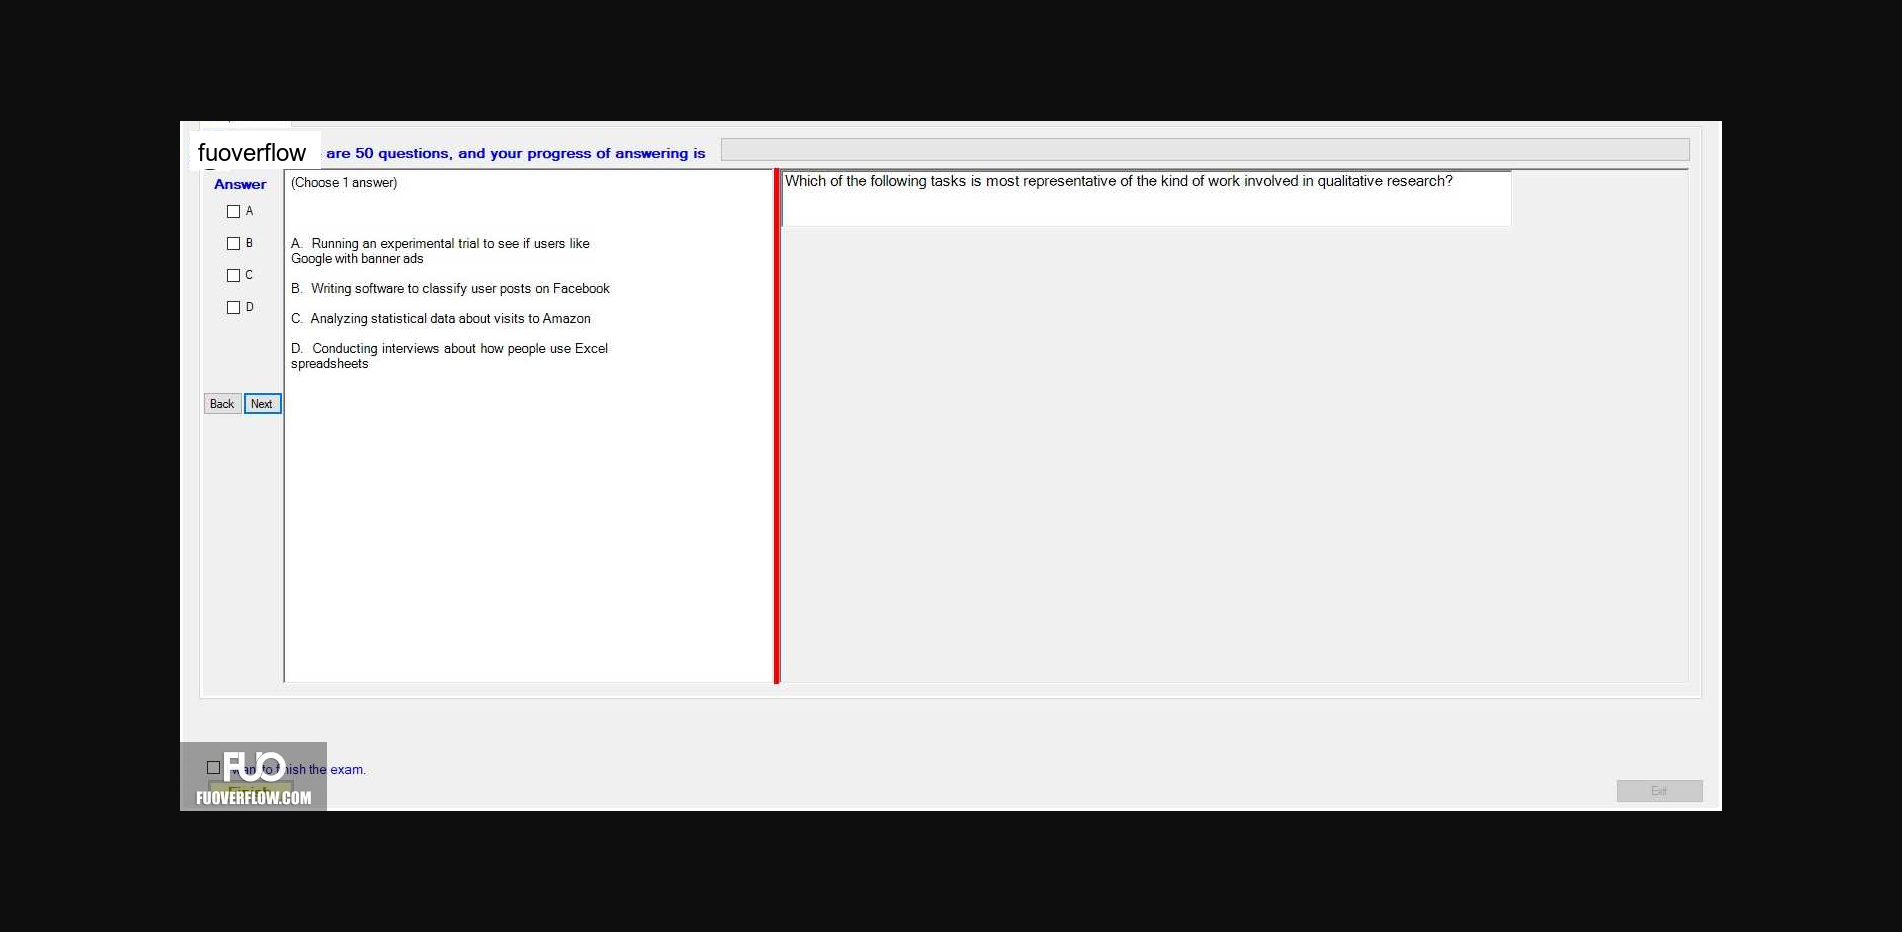 fuoverflow are 50 questions, and your progress of answering is
Answer
A
B
C
D
Back Next
(Choose 1 answer)
A. Running an experimental trial to see if users like
Google with banner ads
B. Writing software to classify user posts on Facebook
C. Analyzing statistical data about visits to Amazon
D. Conducting interviews about how people use Excel
spreadsheets
Which of the following tasks is most representative of the kind of work involved in qualitative research?
FUO
want to finish the exam.
Finish
FUOVERFLOW.COM
Exit